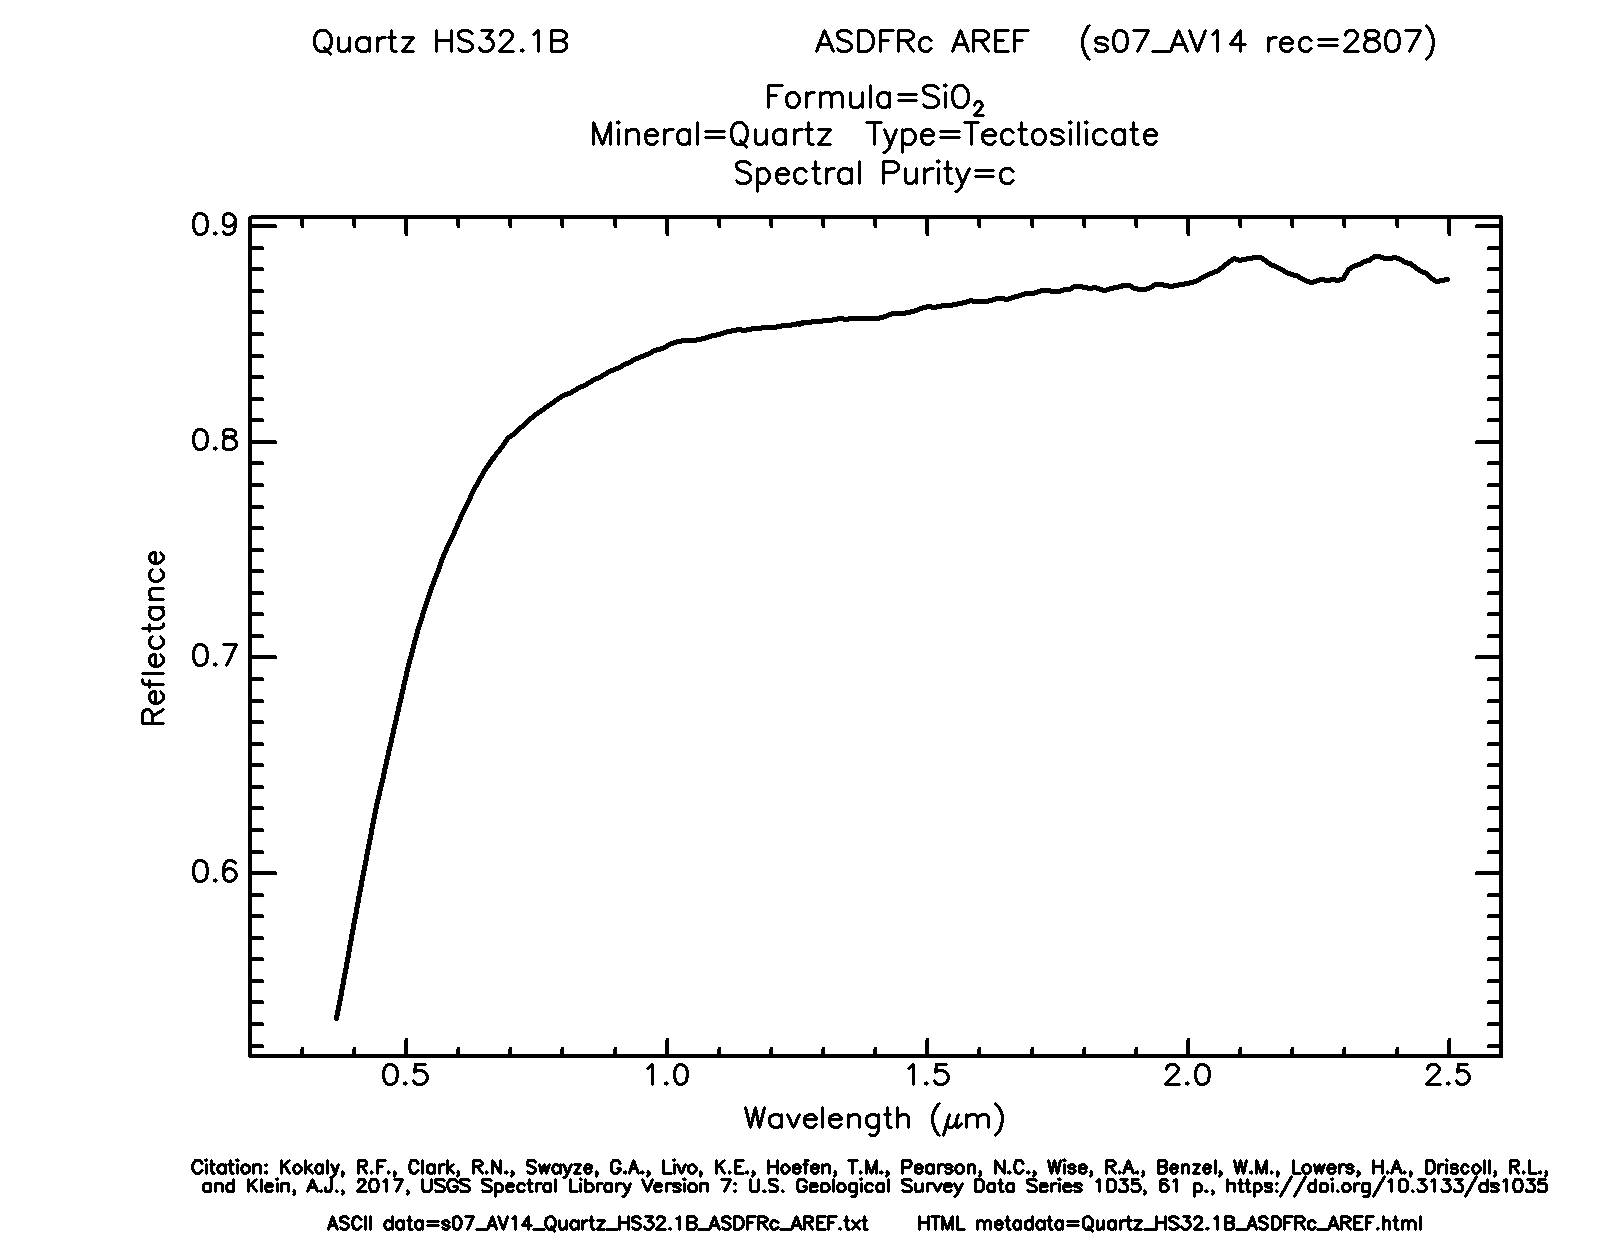 Quartz HS32.1B ASDFRc AREF (s07_AV14 rec=2807)
Formula=SiO₂
Mineral=Quartz Type=Tectosilicate
Spectral Purity=c
0.9
0.8
0.7
0.6
Reflectance
0.5 1.0 1.5 2.0 2.5
Wavelength (μm)
Citation: Kokaly, R.F., Clark, R.N., Swayze, G.A., Livo, K.E., Hoefen, T.M., Pearson, N.C., Wise, R.A., Benzel, W.M., Lowers, H.A., Driscoll, R.L.,
and Klein, A.J., 2017, USGS Spectral Library Version 7: U.S. Geological Survey Data Series 1035, 61 p., https://doi.org/10.3133/ds1035
ASCII data=s07_AV14_Quartz_HS32.1B_ASDFRc_AREF.txt HTML metadata=Quartz_HS32.1B_ASDFRc_AREF.html